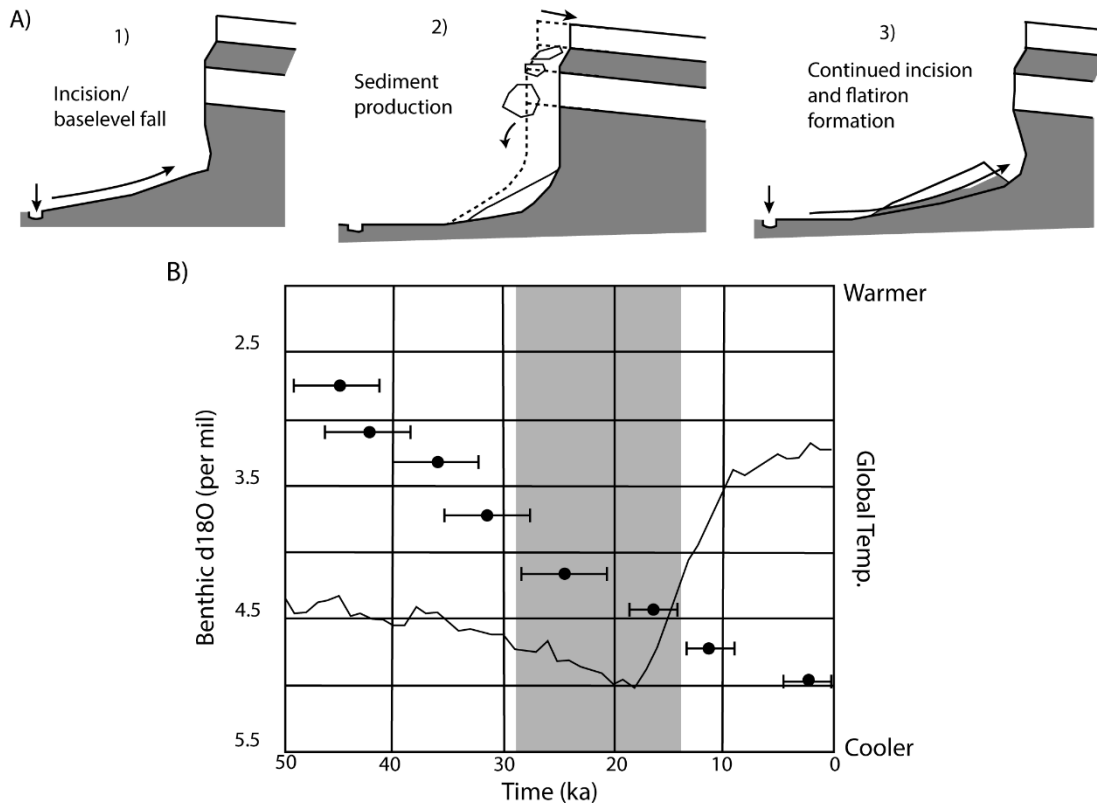 A)
1)
Incision/
baselevel fall
2)
Sediment
production
3)
Continued incision
and flatiron
formation
B)
Warmer
2.5
3.5
4.5
5.5
Benthic d18O (per mil)
Global Temp.
Cooler
50 40 30 20 10 0
Time (ka)